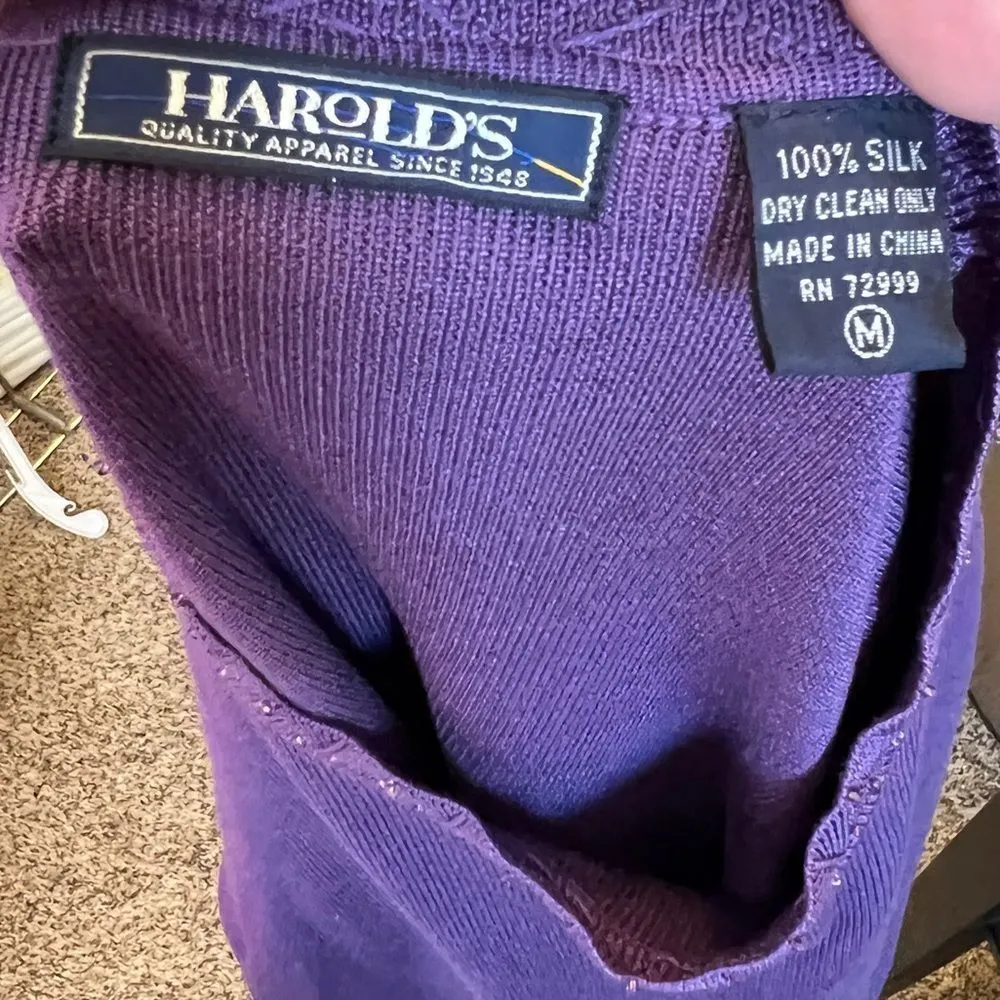 HAROLD'S
QUALITY APPAREL SINCE 1948
100% SILK
DRY CLEAN ONLY
MADE IN CHINA
RN 72999
M